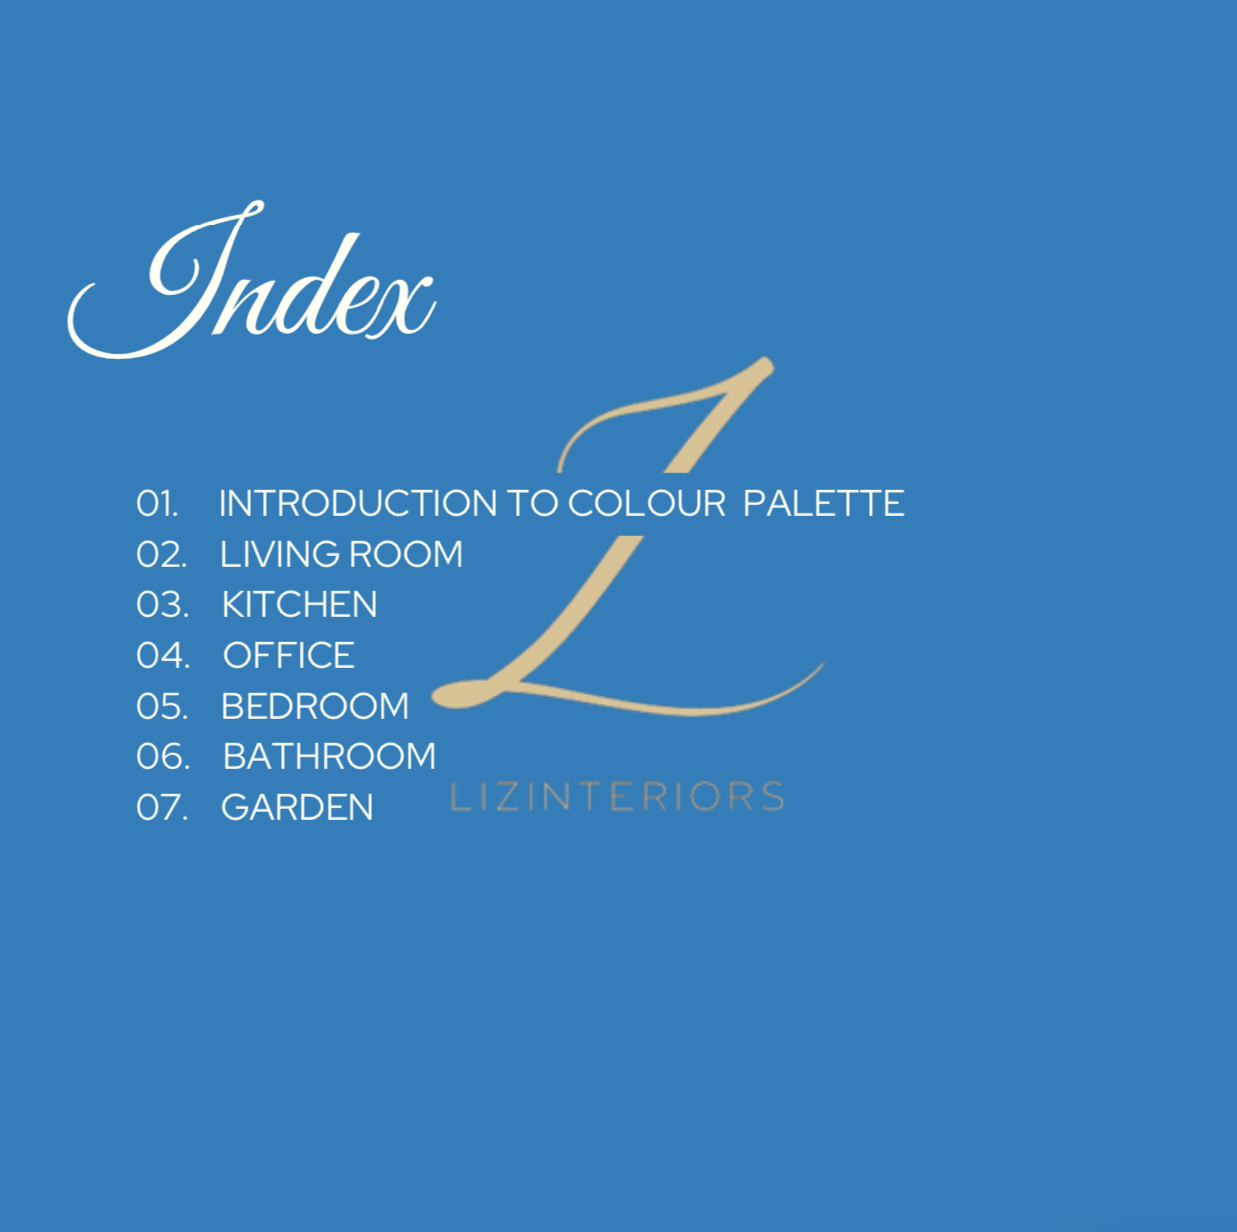 Index
01. INTRODUCTION TO COLOUR PALETTE
02. LIVING ROOM
03. KITCHEN
04. OFFICE
05. BEDROOM
06. BATHROOM
07. GARDEN
L
LIZINTERIORS